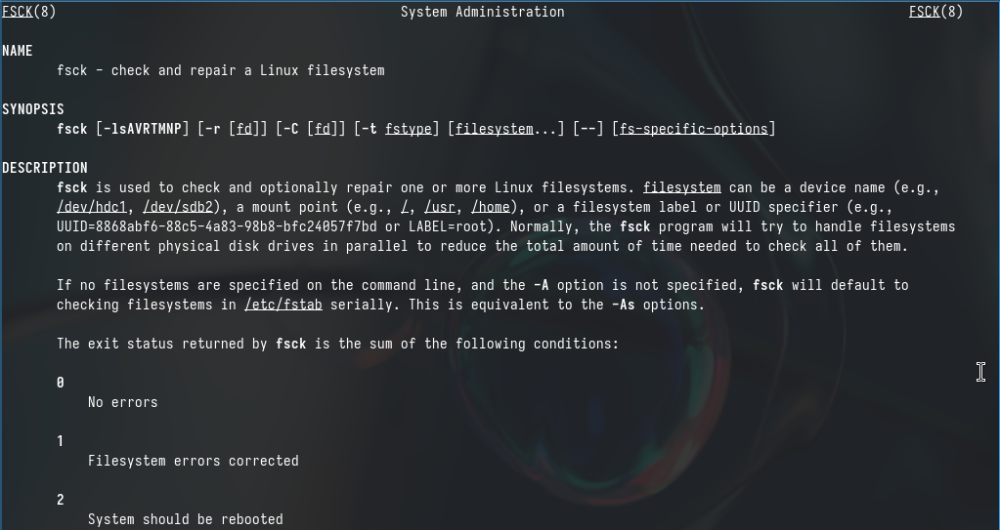 FSCK(8) System Administration FSCK(8)
NAME
fsck - check and repair a Linux filesystem
SYNOPSIS
fsck [-lsAVRTMNP] [-r [fd]] [-C [fd]] [-t fstype] [filesystem...] [--] [fs-specific-options]
DESCRIPTION
fsck is used to check and optionally repair one or more Linux filesystems. filesystem can be a device name (e.g.,
/dev/hdc1, /dev/sdb2), a mount point (e.g., /, /usr, /home), or a filesystem label or UUID specifier (e.g.,
UUID=8868abf6-88c5-4a83-98b8-bfc24057f7bd or LABEL=root). Normally, the fsck program will try to handle filesystems
on different physical disk drives in parallel to reduce the total amount of time needed to check all of them.
If no filesystems are specified on the command line, and the -A option is not specified, fsck will default to
checking filesystems in /etc/fstab serially. This is equivalent to the -As options.
The exit status returned by fsck is the sum of the following conditions:
0
No errors
1
Filesystem errors corrected
2
System should be rebooted